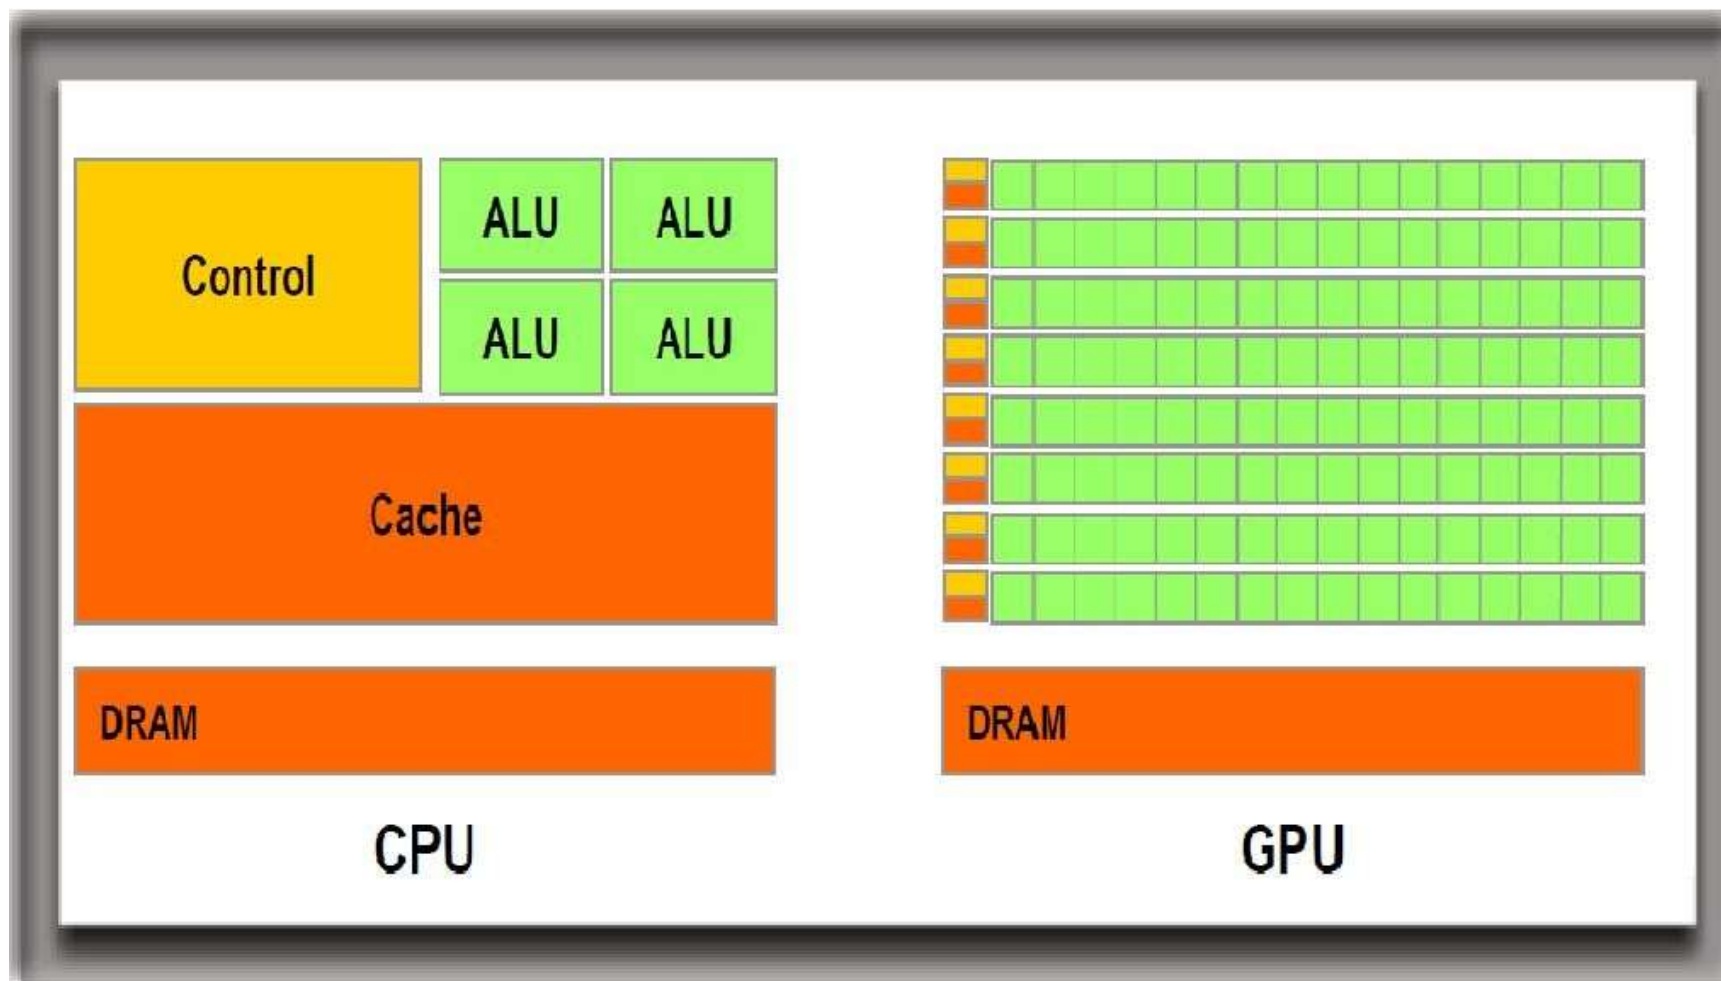 Control
ALU ALU
ALU ALU
Cache
DRAM
CPU
DRAM
GPU